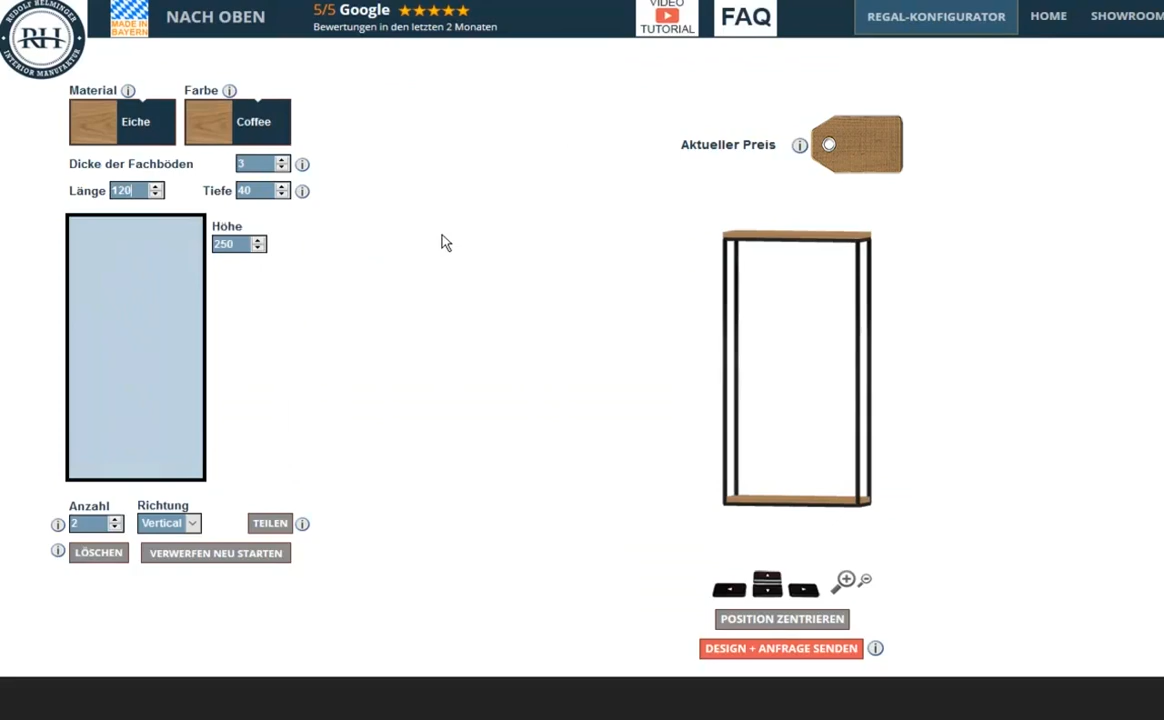 RUDOLF HELMINGER
RH
INTERIOR MANUFAKTUR
MADE IN
BAYERN
NACH OBEN
5/5 Google ★★★★★
Bewertungen in den letzten 2 Monaten
VIDEO
TUTORIAL
FAQ
REGAL-KONFIGURATOR
HOME
SHOWROOM
Material
Farbe
Eiche
Coffee
Dicke der Fachböden
3
Länge 120
Tiefe 40
Höhe
250
Aktueller Preis
Anzahl
Richtung
2
Vertical
TEILEN
LÖSCHEN
VERWERFEN NEU STARTEN
POSITION ZENTRIEREN
DESIGN + ANFRAGE SENDEN